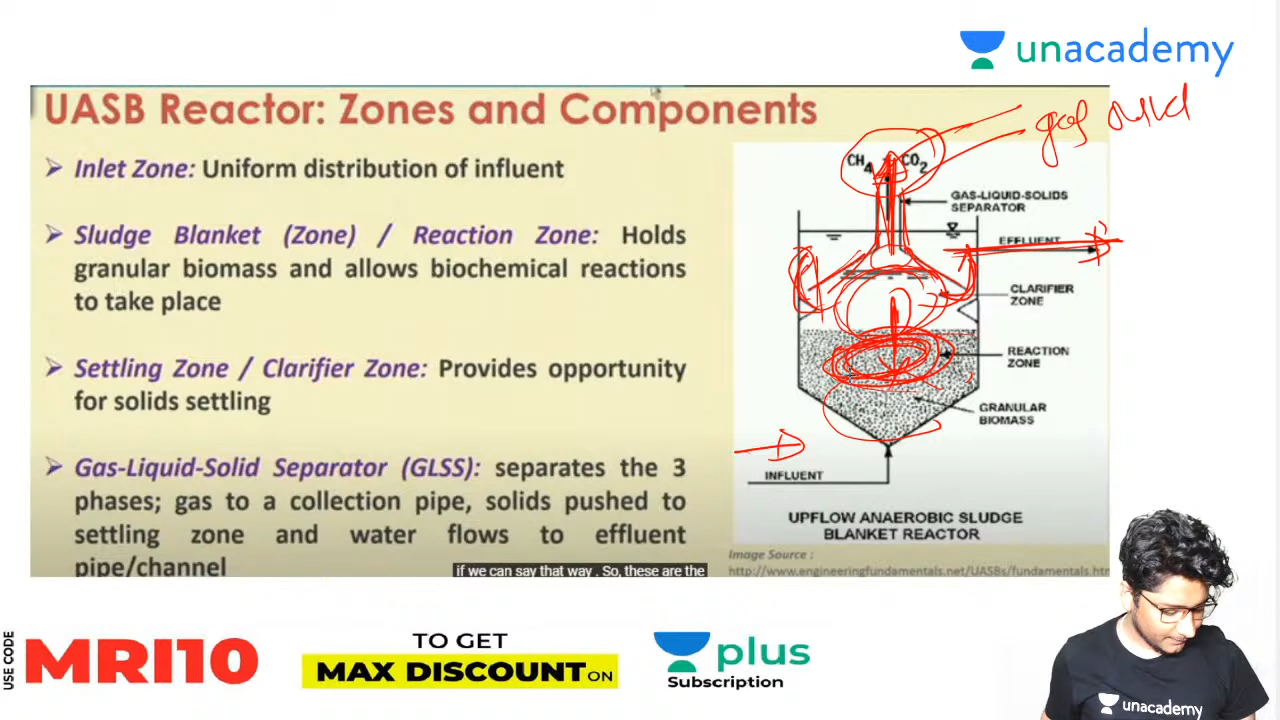 unacademy
UASB Reactor: Zones and Components
Inlet Zone: Uniform distribution of influent
Sludge Blanket (Zone) / Reaction Zone: Holds
granular biomass and allows biochemical reactions
to take place
Settling Zone / Clarifier Zone: Provides opportunity
for solids settling
Gas-Liquid-Solid Separator (GLSS): separates the 3
phases; gas to a collection pipe, solids pushed to
settling zone and water flows to effluent
pipe/channel
if we can say that way . So, these are the
gas
CH4 CO2
GAS-LIQUID-SOLIDS
SEPARATOR
EFFLUENT
CLARIFIER
ZONE
REACTION
ZONE
GRANULAR
BIOMASS
INFLUENT
UPFLOW ANAEROBIC SLUDGE
BLANKET REACTOR
Image Source :
http://www.engineeringfundamentals.net/UASBs/fundamentals.htm
USE CODE
MRI10
TO GET
MAX DISCOUNT ON
plus
Subscription
unacademy